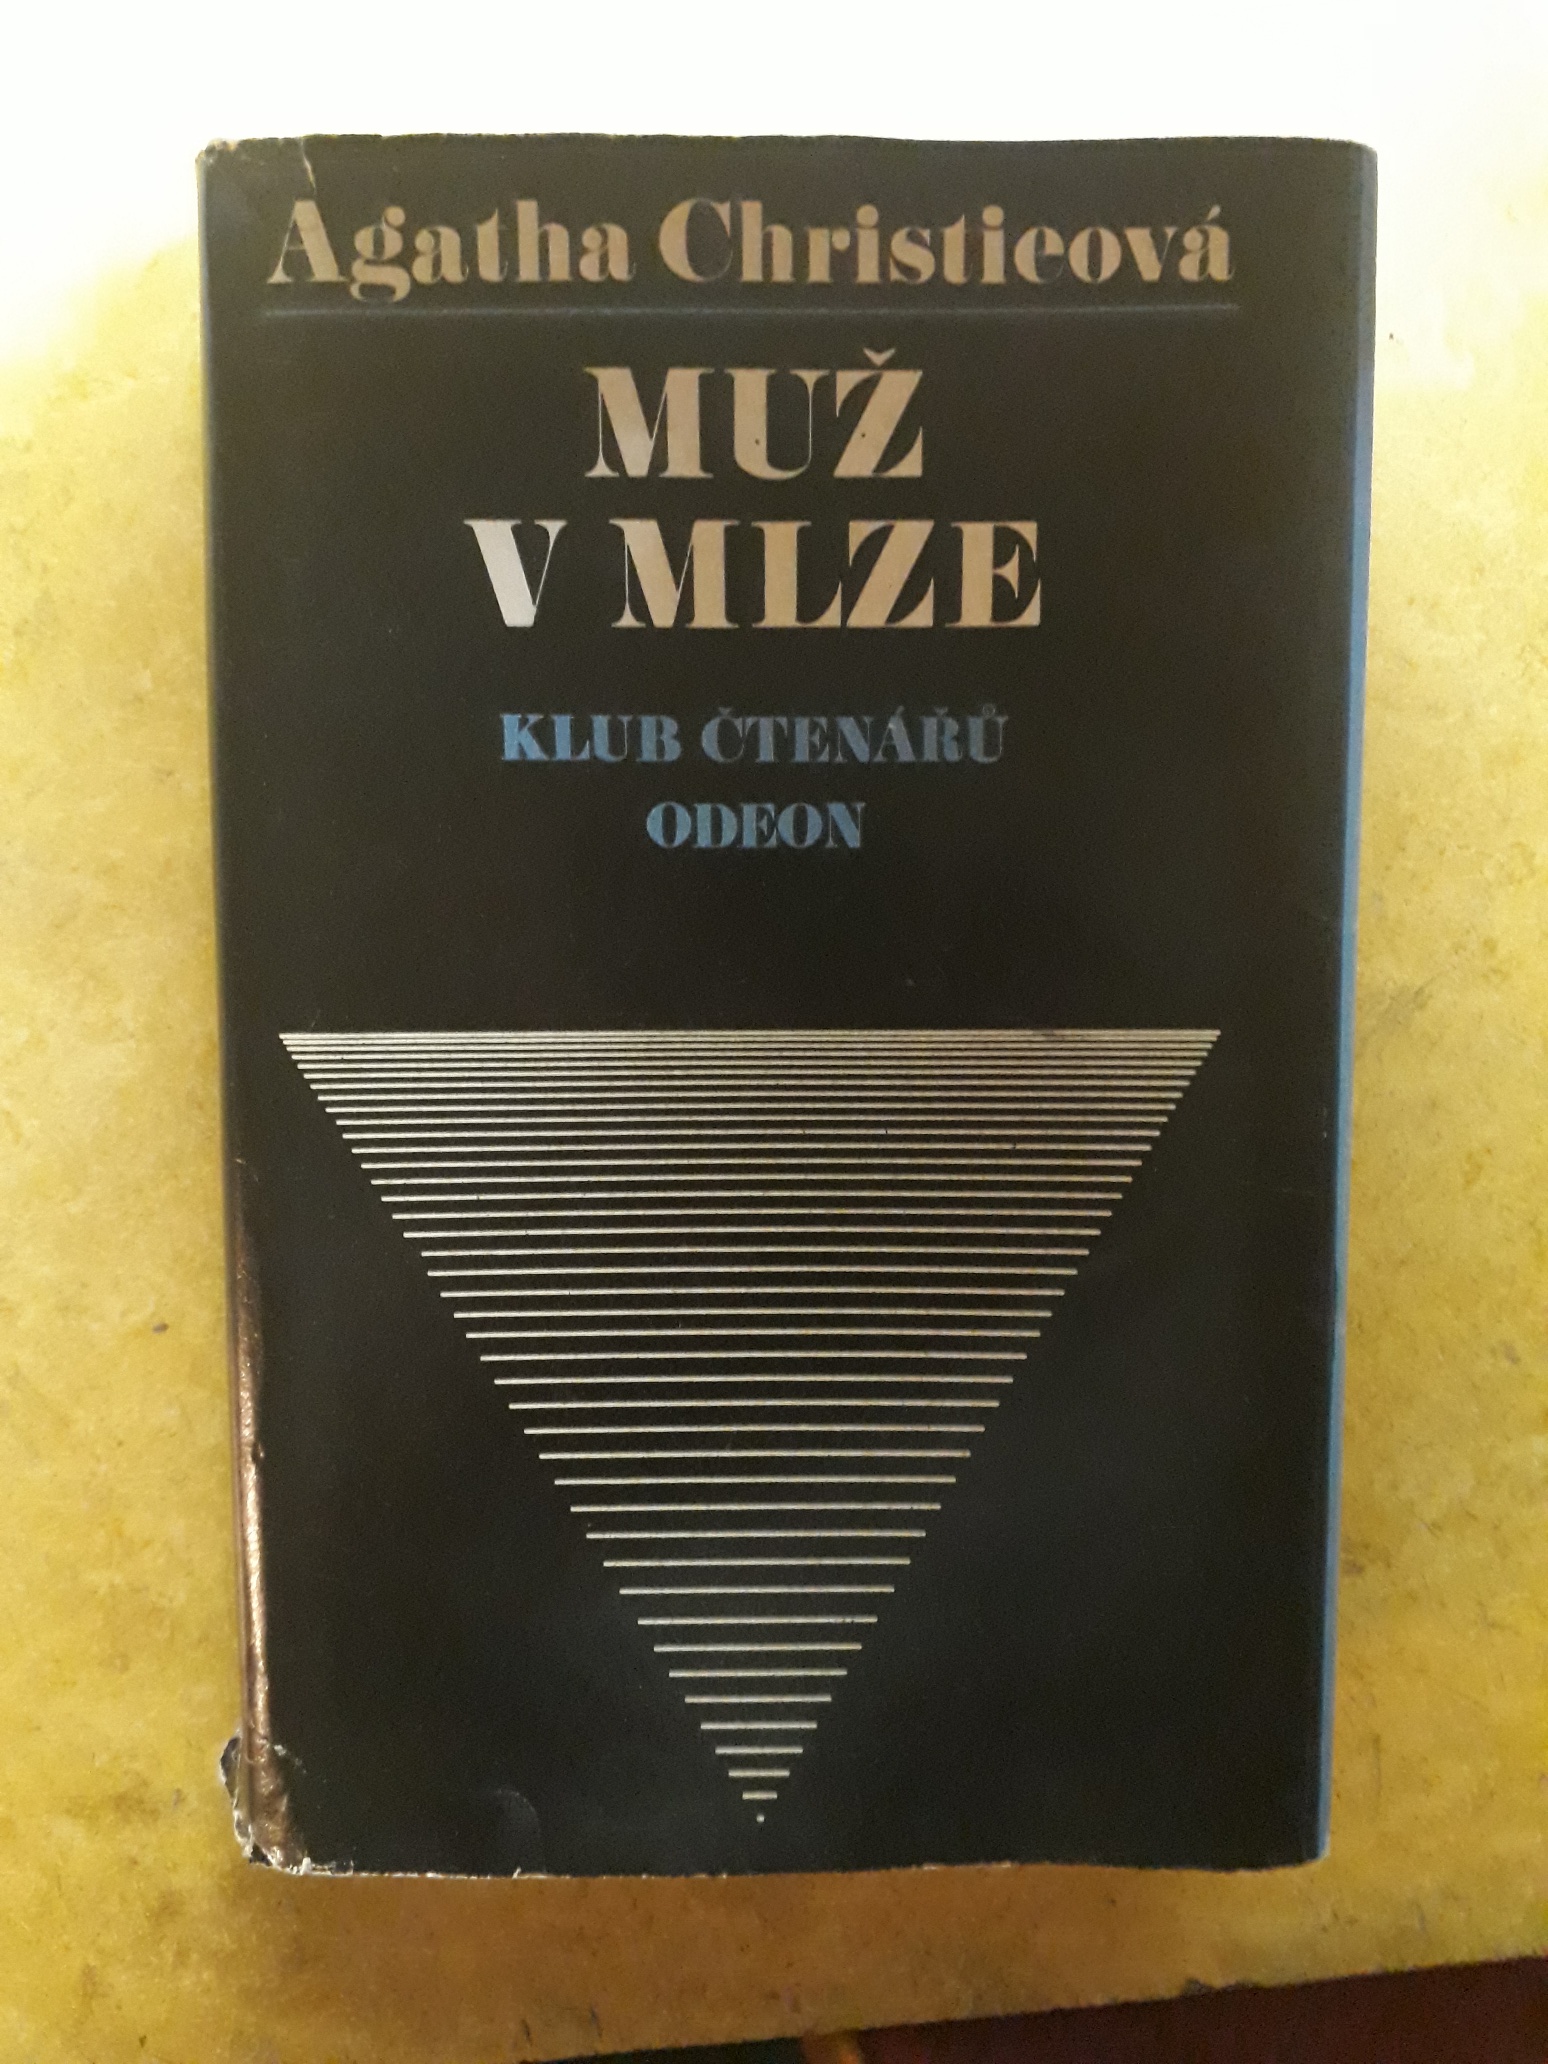 Agatha Christieová
MUŽ
V MLZE
KLUB ČTENÁŘŮ
ODEON